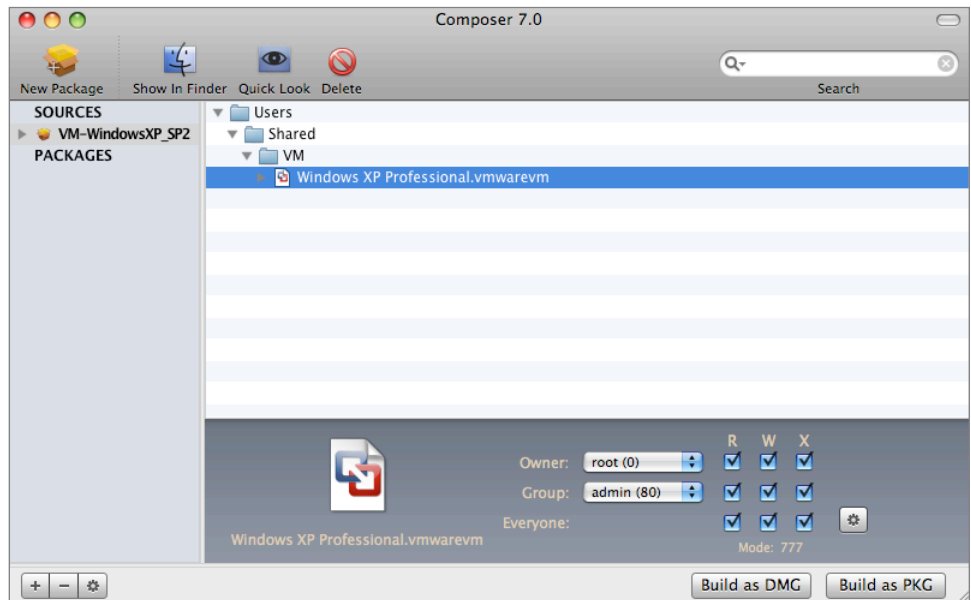 Composer 7.0
New Package
Show In Finder
Quick Look
Delete
Search
SOURCES
VM-WindowsXP_SP2
PACKAGES
Users
Shared
VM
Windows XP Professional.vmwarevm
R W X
Owner: root (0)
Group: admin (80)
Everyone:
Mode: 777
Windows XP Professional.vmwarevm
Build as DMG
Build as PKG